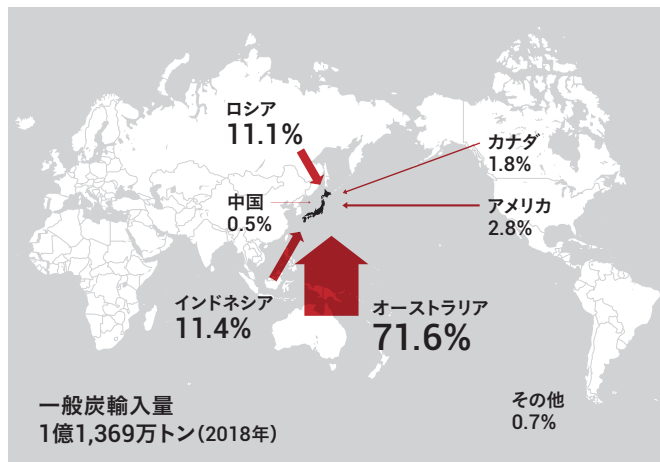 ロシア
11.1%
カナダ
1.8%
中国
0.5%
アメリカ
2.8%
インドネシア
11.4%
オーストラリア
71.6%
一般炭輸入量
1億1,369万トン(2018年)
その他
0.7%